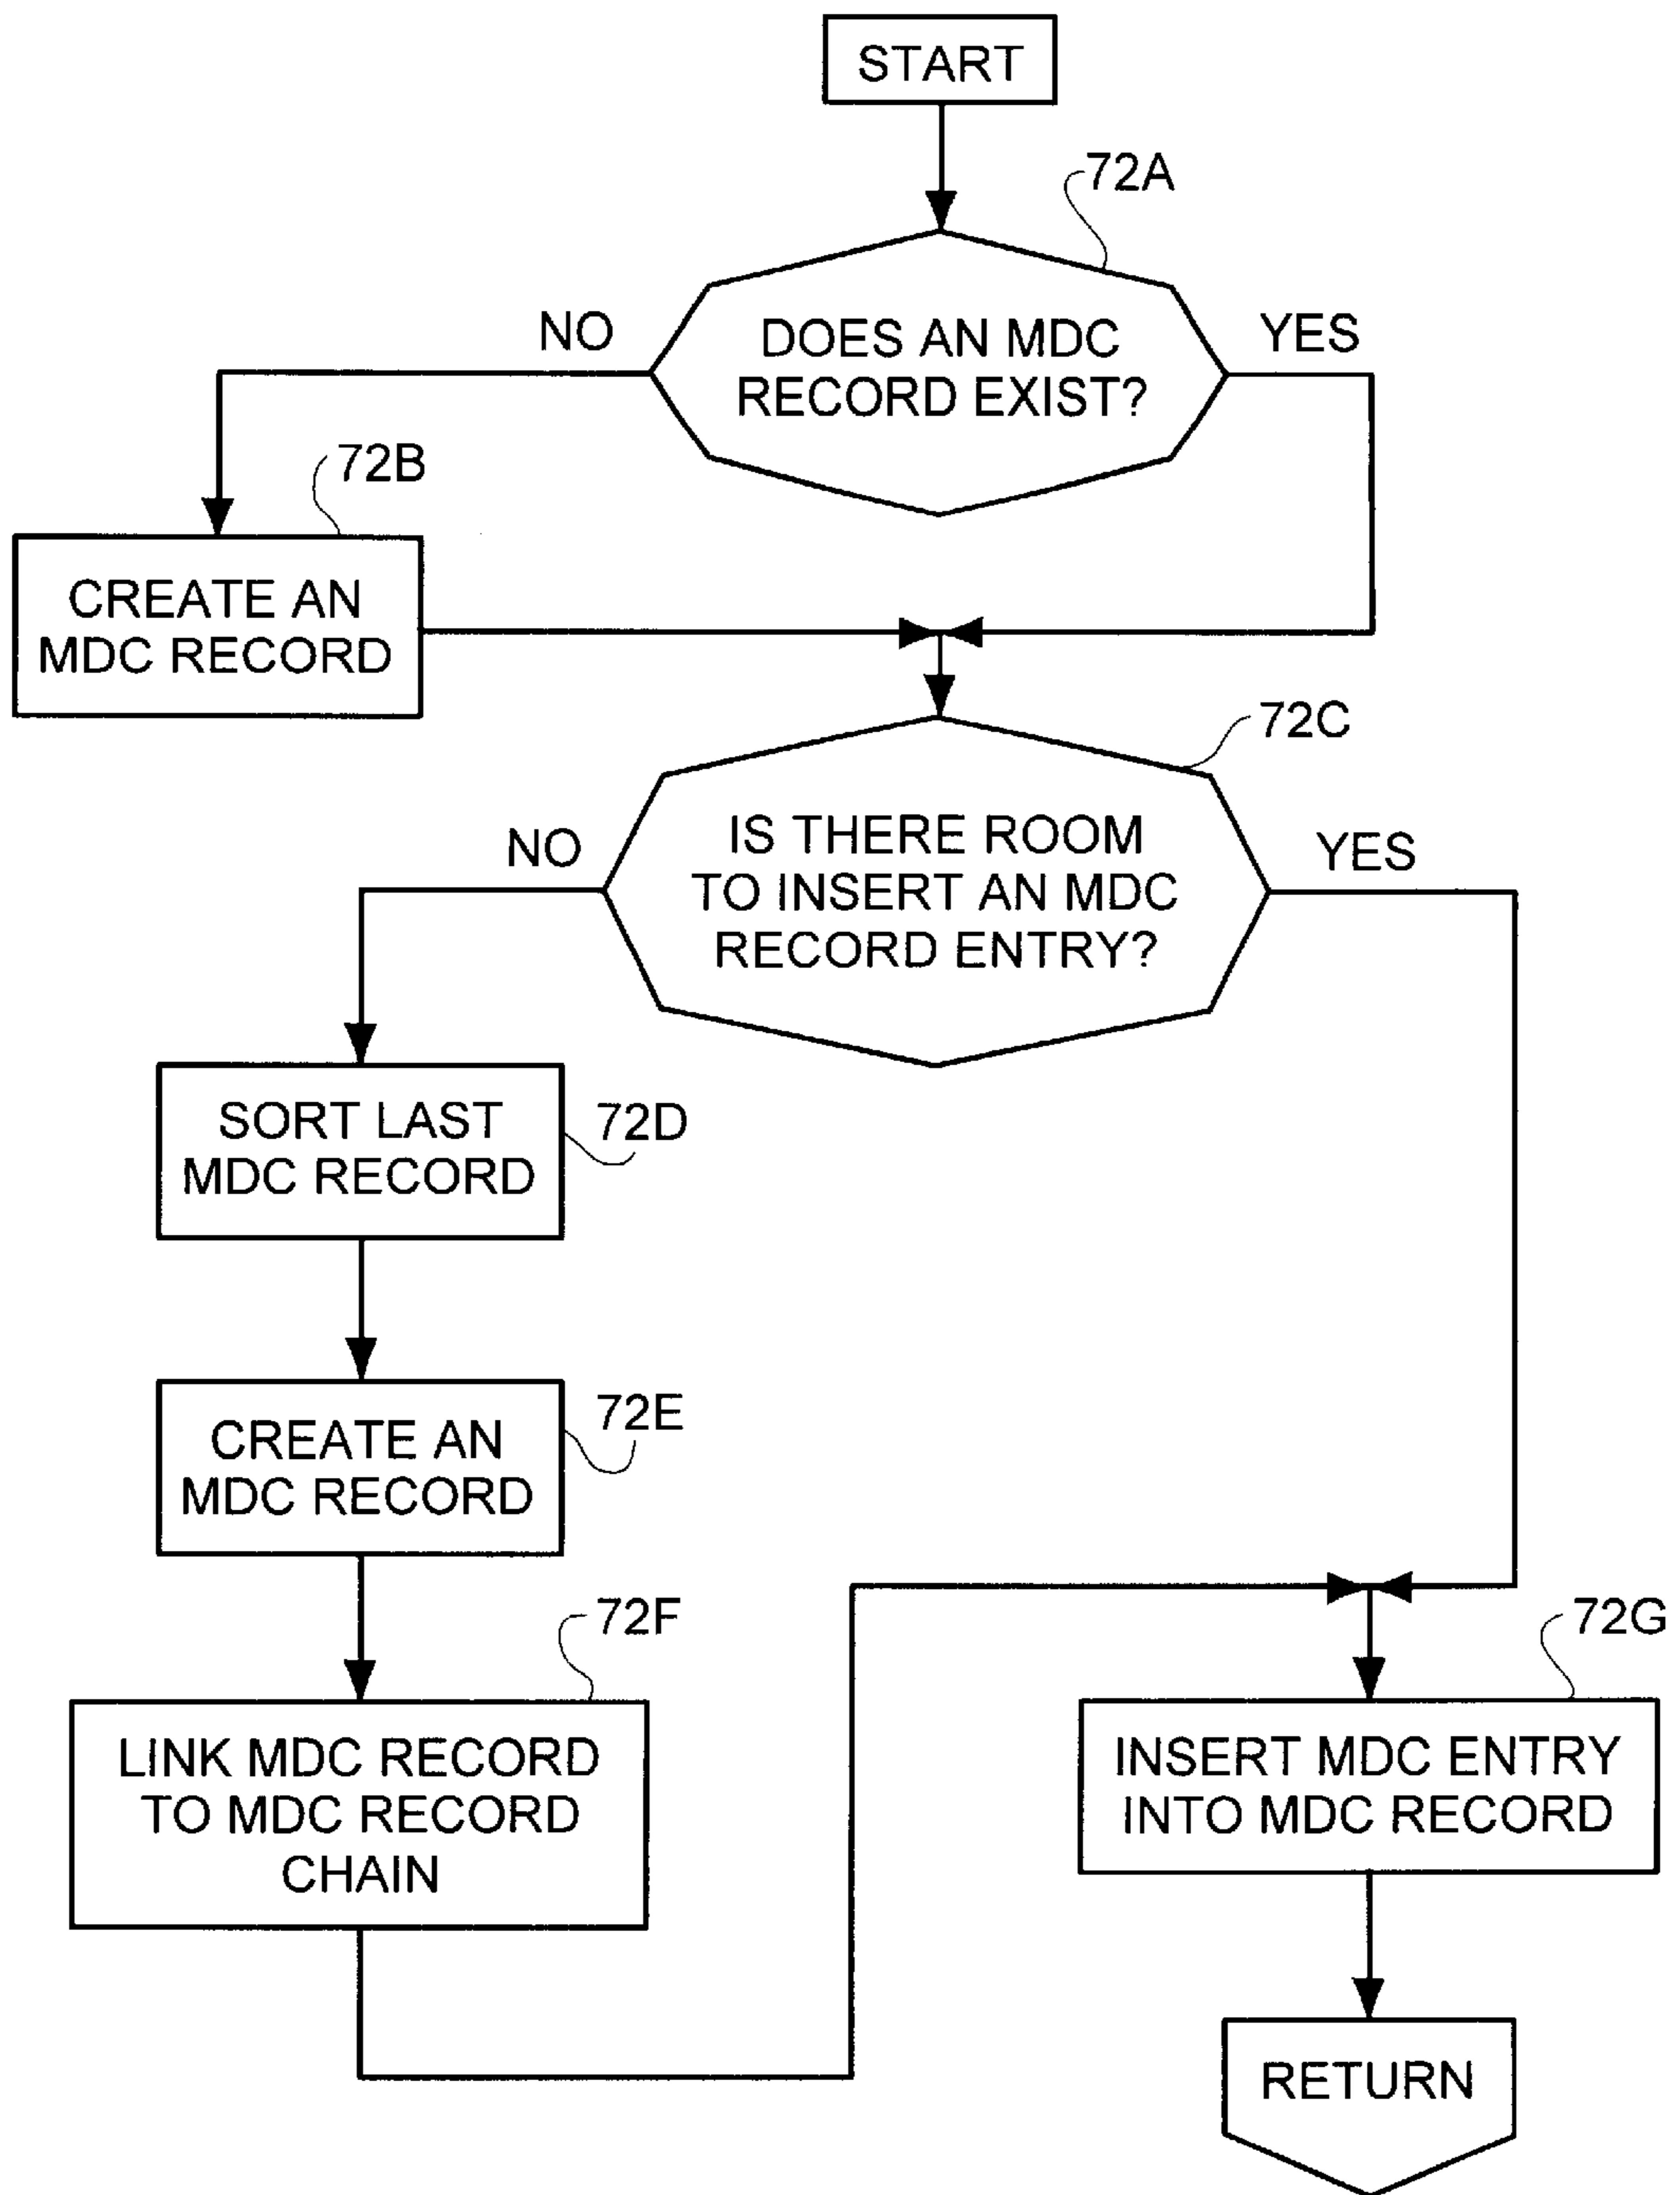 START
72A
NO
YES
DOES AN MDC
RECORD EXIST?
72B
CREATE AN
MDC RECORD
72C
NO
YES
IS THERE ROOM
TO INSERT AN MDC
RECORD ENTRY?
SORT LAST
MDC RECORD
72D
CREATE AN
MDC RECORD
72E
72F
LINK MDC RECORD
TO MDC RECORD
CHAIN
72G
INSERT MDC ENTRY
INTO MDC RECORD
RETURN